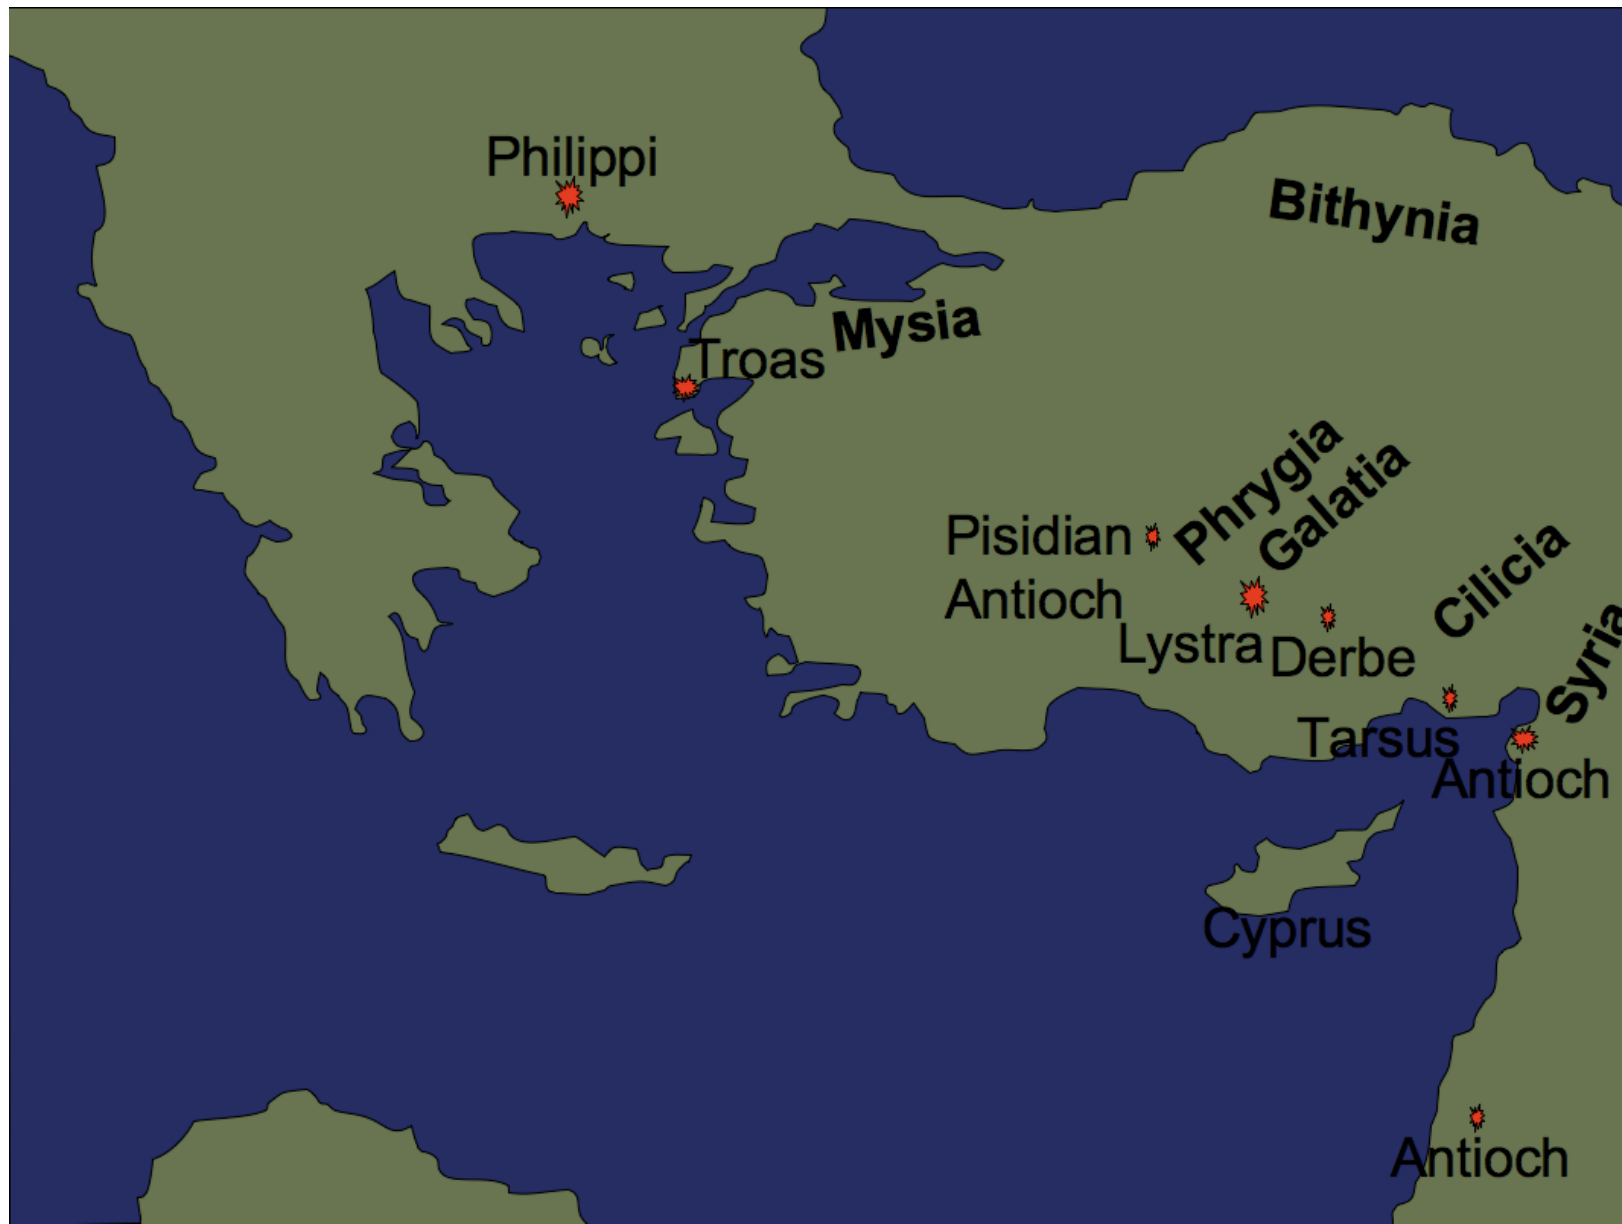 Philippi
Bithynia
Mysia
Troas
Phrygia
Galatia
Pisidian
Antioch
Cilicia
Lystra
Derbe
Syria
Tarsus
Antioch
Cyprus
Antioch